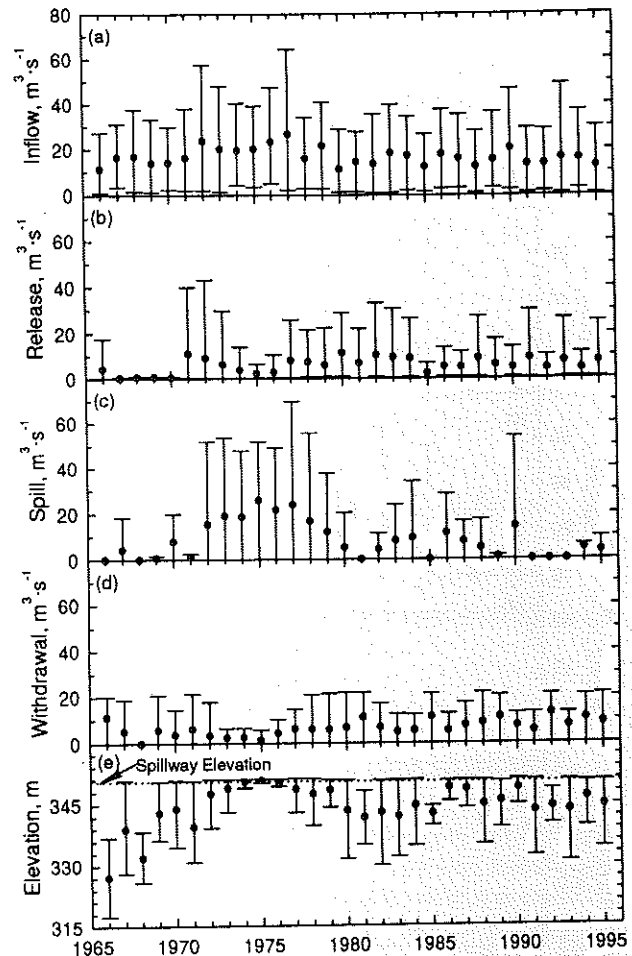 80
(a)
60
40
20
0
Inflow, m³·s⁻¹
(b)
60
40
20
0
Release, m³·s⁻¹
(c)
60
40
20
0
Spill, m³·s⁻¹
(d)
60
40
20
0
Withdrawal, m³·s⁻¹
(e)
Spillway Elevation
345
330
315
Elevation, m
1965 1970 1975 1980 1985 1990 1995